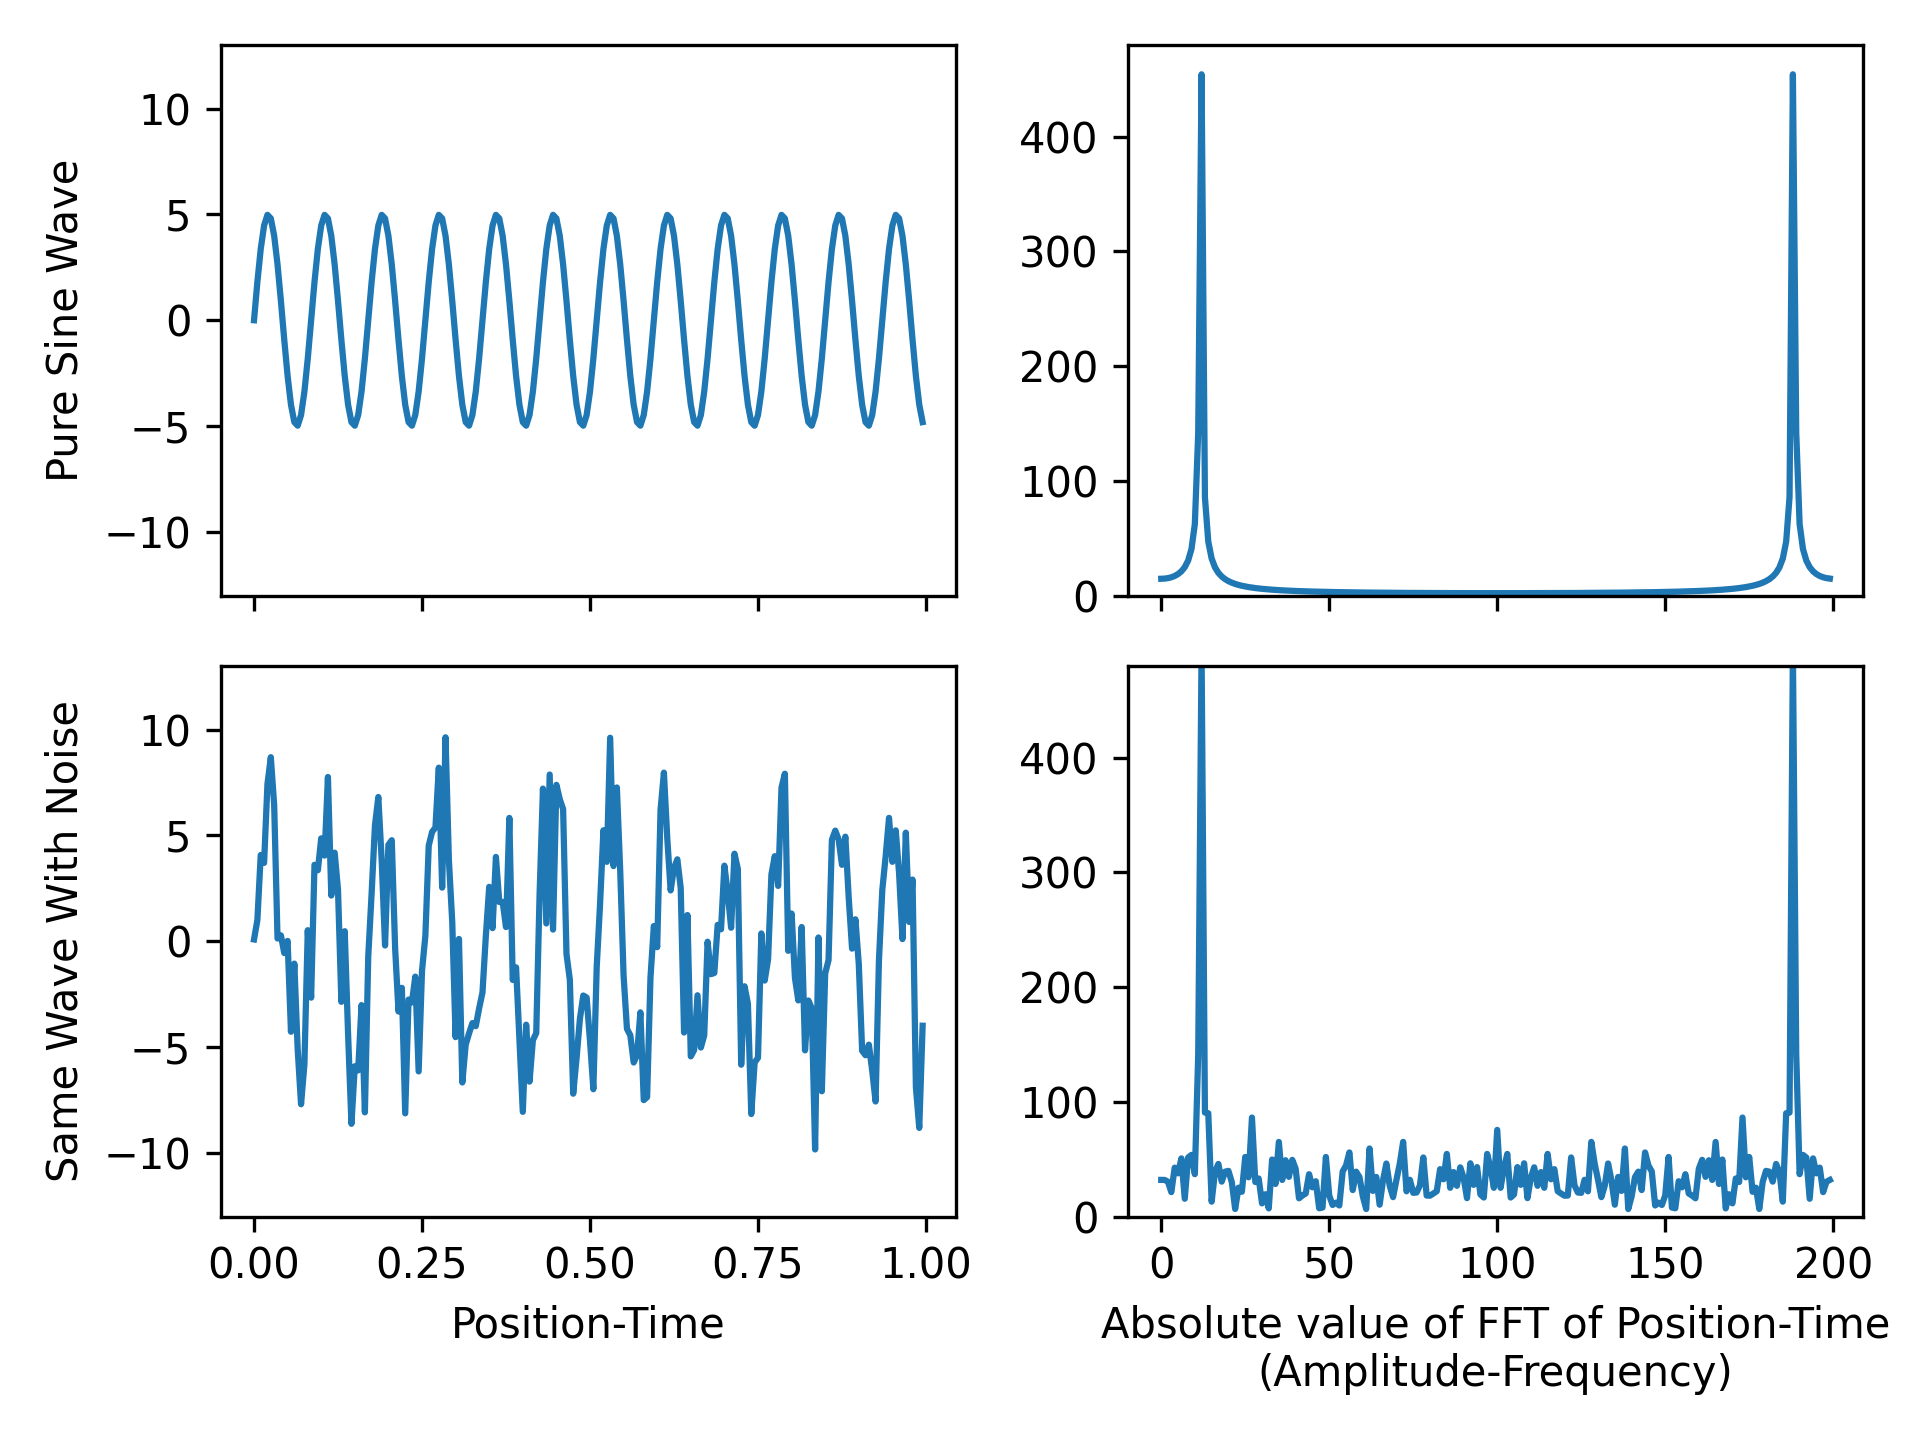 Pure Sine Wave
10
5
0
−5
−10
400
300
200
100
0
Same Wave With Noise
10
5
0
−5
−10
0.00 0.25 0.50 0.75 1.00
Position-Time
400
300
200
100
0
0 50 100 150 200
Absolute value of FFT of Position-Time
(Amplitude-Frequency)